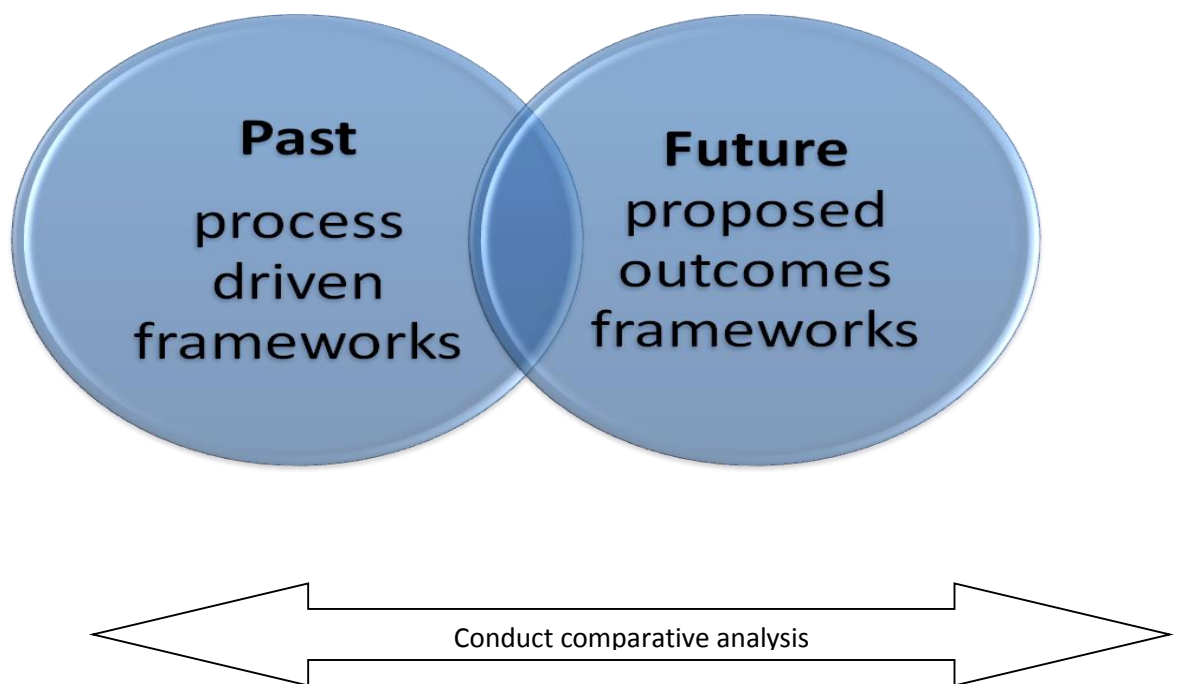 Past
process
driven
frameworks
Future
proposed
outcomes
frameworks
Conduct comparative analysis